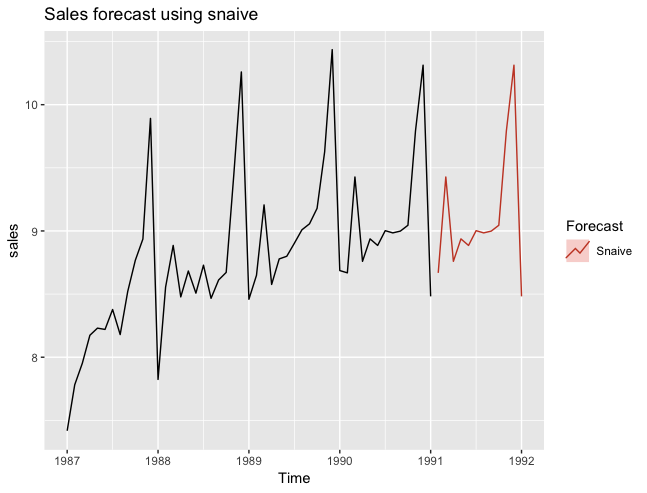 Sales forecast using snaive
10
9
8
sales
1987 1988 1989 1990 1991 1992
Time
Forecast
Snaive